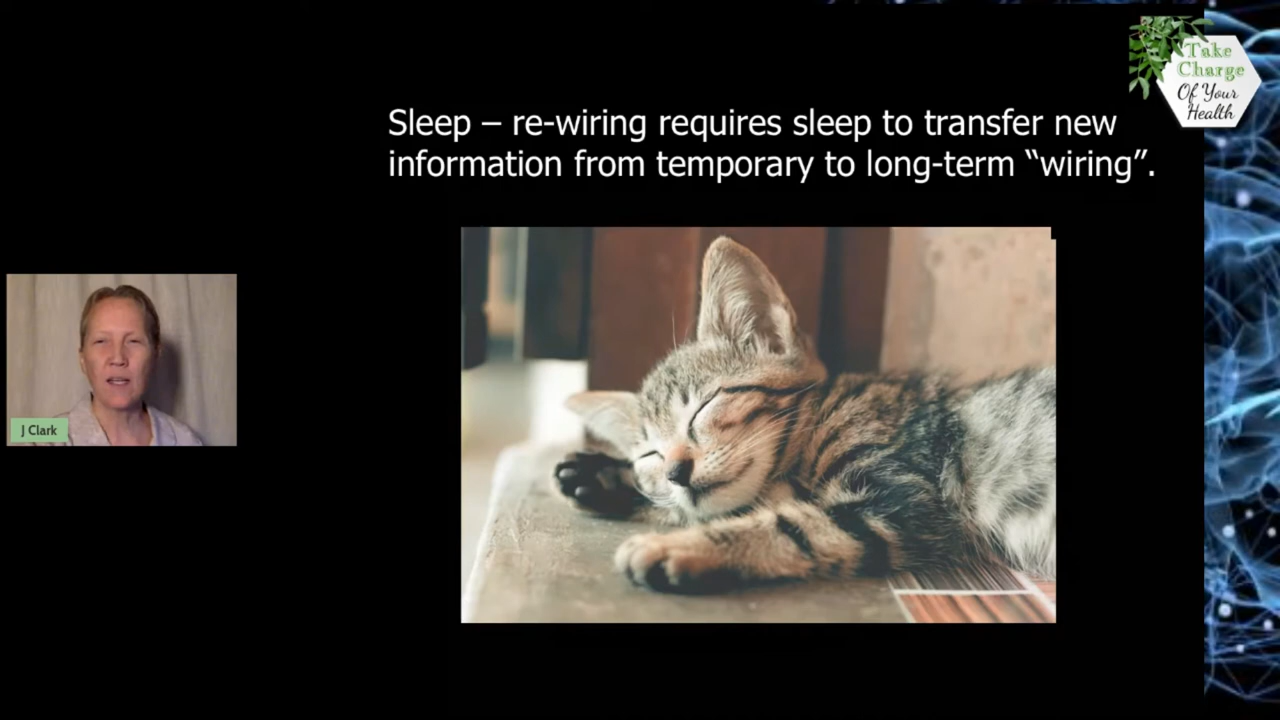 Take
Charge
Of Your
Health
Sleep – re-wiring requires sleep to transfer new
information from temporary to long-term “wiring”.
J Clark